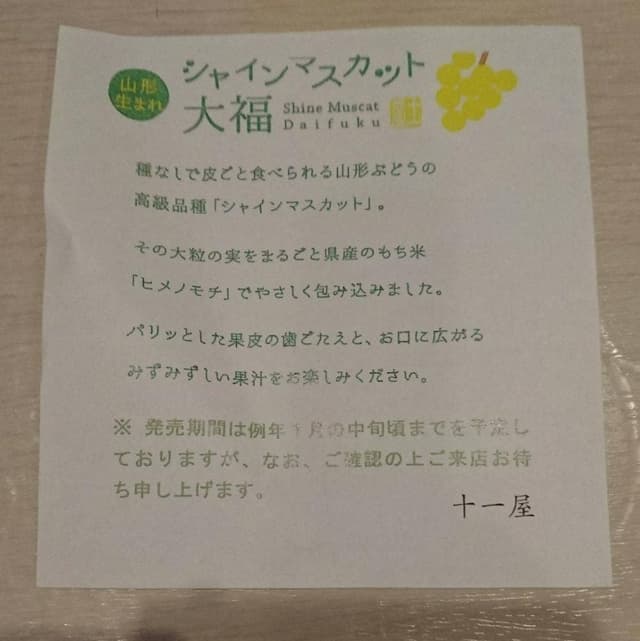 山形
生まれ
シャインマスカット
大福
Shine Muscat
Daifuku
種なしで皮ごと食べられる山形ぶどうの
高級品種「シャインマスカット」。
その大粒の実をまるごと県産のもち米
「ヒメノモチ」でやさしく包み込みました。
パリッとした果皮の歯ごたえと、お口に広がる
みずみずしい果汁をお楽しみください。
※ 発売期間は例年 月の中旬頃までを予定し
ておりますが、なお、ご確認の上ご来店お待
ち申し上げます。
十一屋